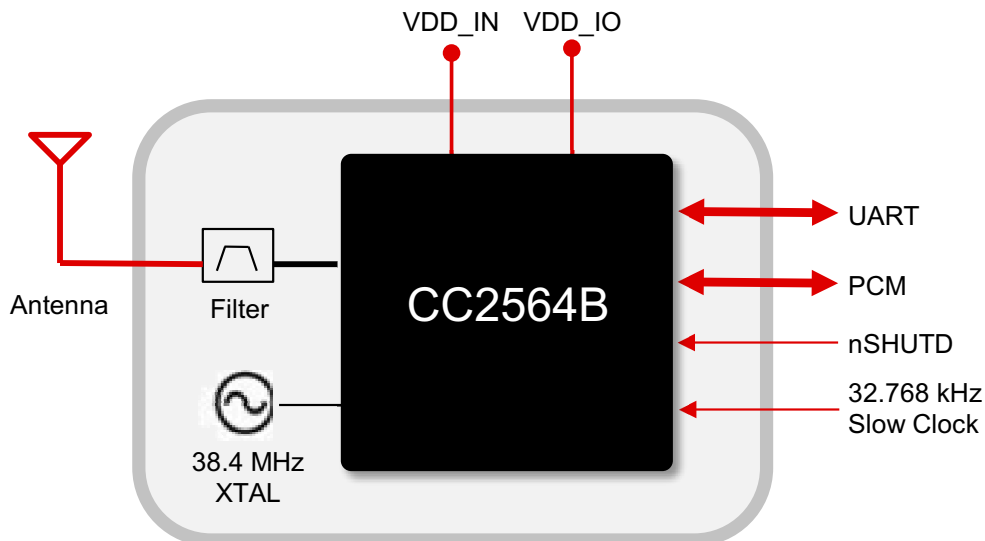 VDD_IN VDD_IO
UART
CC2564B
PCM
Antenna
Filter
nSHUTD
32.768 kHz
Slow Clock
38.4 MHz
XTAL